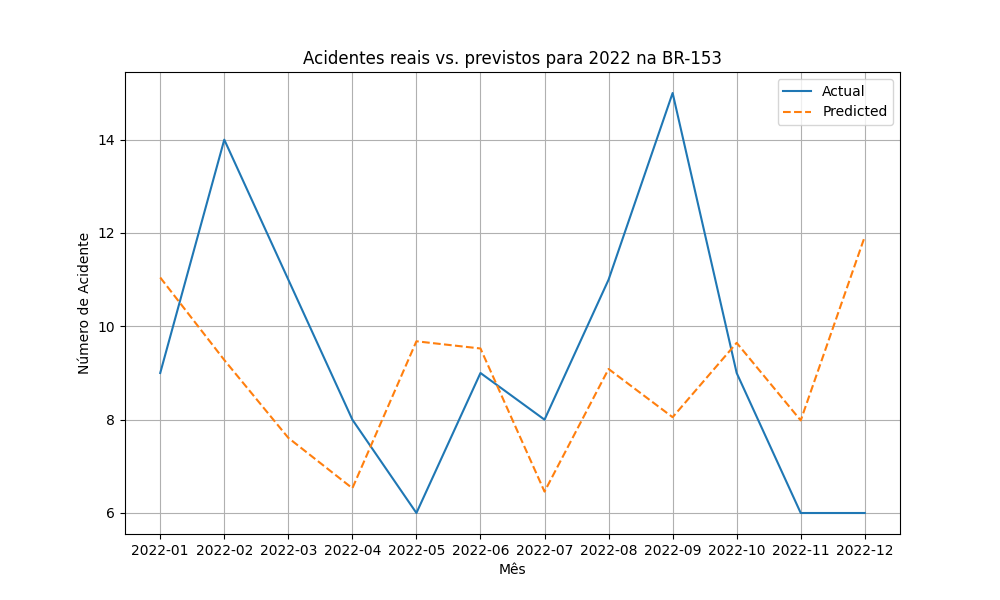 Acidentes reais vs. previstos para 2022 na BR-153
Actual
Predicted
Número de Acidente
14
12
10
8
6
2022-01 2022-02 2022-03 2022-04 2022-05 2022-06 2022-07 2022-08 2022-09 2022-10 2022-11 2022-12
Mês